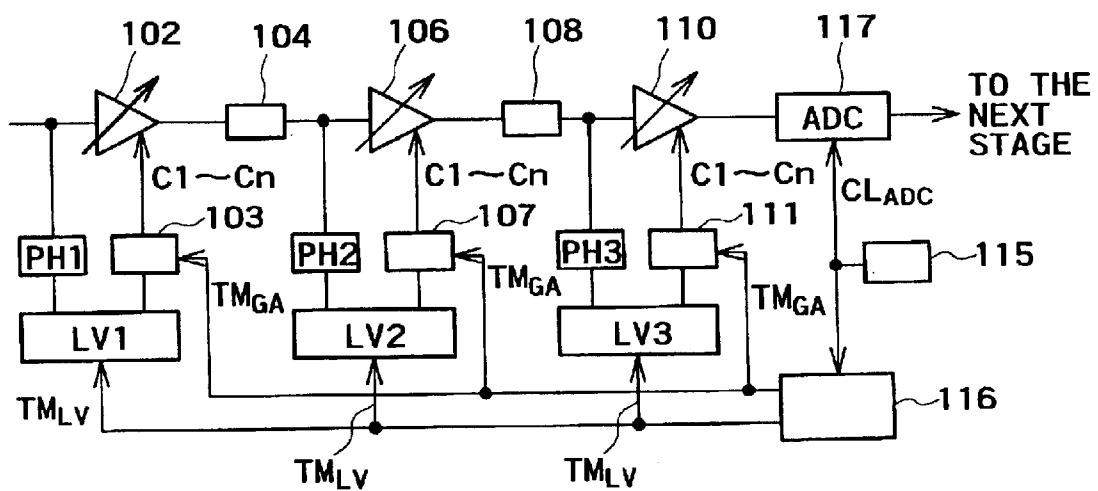 102
104
106
108
110
117
ADC
TO THE
NEXT
STAGE
C1～Cn
C1～Cn
C1～Cn
CLADC
103
107
111
115
PH1
PH2
PH3
TMGA
TMGA
TMGA
LV1
LV2
LV3
116
TMLV
TMLV
TMLV